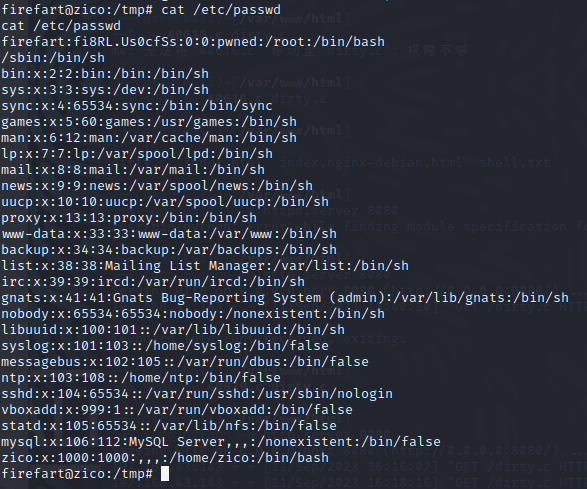 firefart@zico:/tmp# cat /etc/passwd
cat /etc/passwd
firefart:fi8RL.Us0cfSs:0:0:pwned:/root:/bin/bash
/sbin:/bin/sh
bin:x:2:2:bin:/bin:/bin/sh
sys:x:3:3:sys:/dev:/bin/sh
sync:x:4:65534:sync:/bin:/bin/sync
games:x:5:60:games:/usr/games:/bin/sh
man:x:6:12:man:/var/cache/man:/bin/sh
lp:x:7:7:lp:/var/spool/lpd:/bin/sh
mail:x:8:8:mail:/var/mail:/bin/sh
news:x:9:9:news:/var/spool/news:/bin/sh
uucp:x:10:10:uucp:/var/spool/uucp:/bin/sh
proxy:x:13:13:proxy:/bin:/bin/sh
www-data:x:33:33:www-data:/var/www:/bin/sh
backup:x:34:34:backup:/var/backups:/bin/sh
list:x:38:38:Mailing List Manager:/var/list:/bin/sh
irc:x:39:39:ircd:/var/run/ircd:/bin/sh
gnats:x:41:41:Gnats Bug-Reporting System (admin):/var/lib/gnats:/bin/sh
nobody:x:65534:65534:nobody:/nonexistent:/bin/sh
libuuid:x:100:101::/var/lib/libuuid:/bin/sh
syslog:x:101:103::/home/syslog:/bin/false
messagebus:x:102:105::/var/run/dbus:/bin/false
ntp:x:103:108::/home/ntp:/bin/false
sshd:x:104:65534::/var/run/sshd:/usr/sbin/nologin
vboxadd:x:999:1::/var/run/vboxadd:/bin/false
statd:x:105:65534::/var/lib/nfs:/bin/false
mysql:x:106:112:MySQL Server,,,:/nonexistent:/bin/false
zico:x:1000:1000:,,,:/home/zico:/bin/bash
firefart@zico:/tmp#